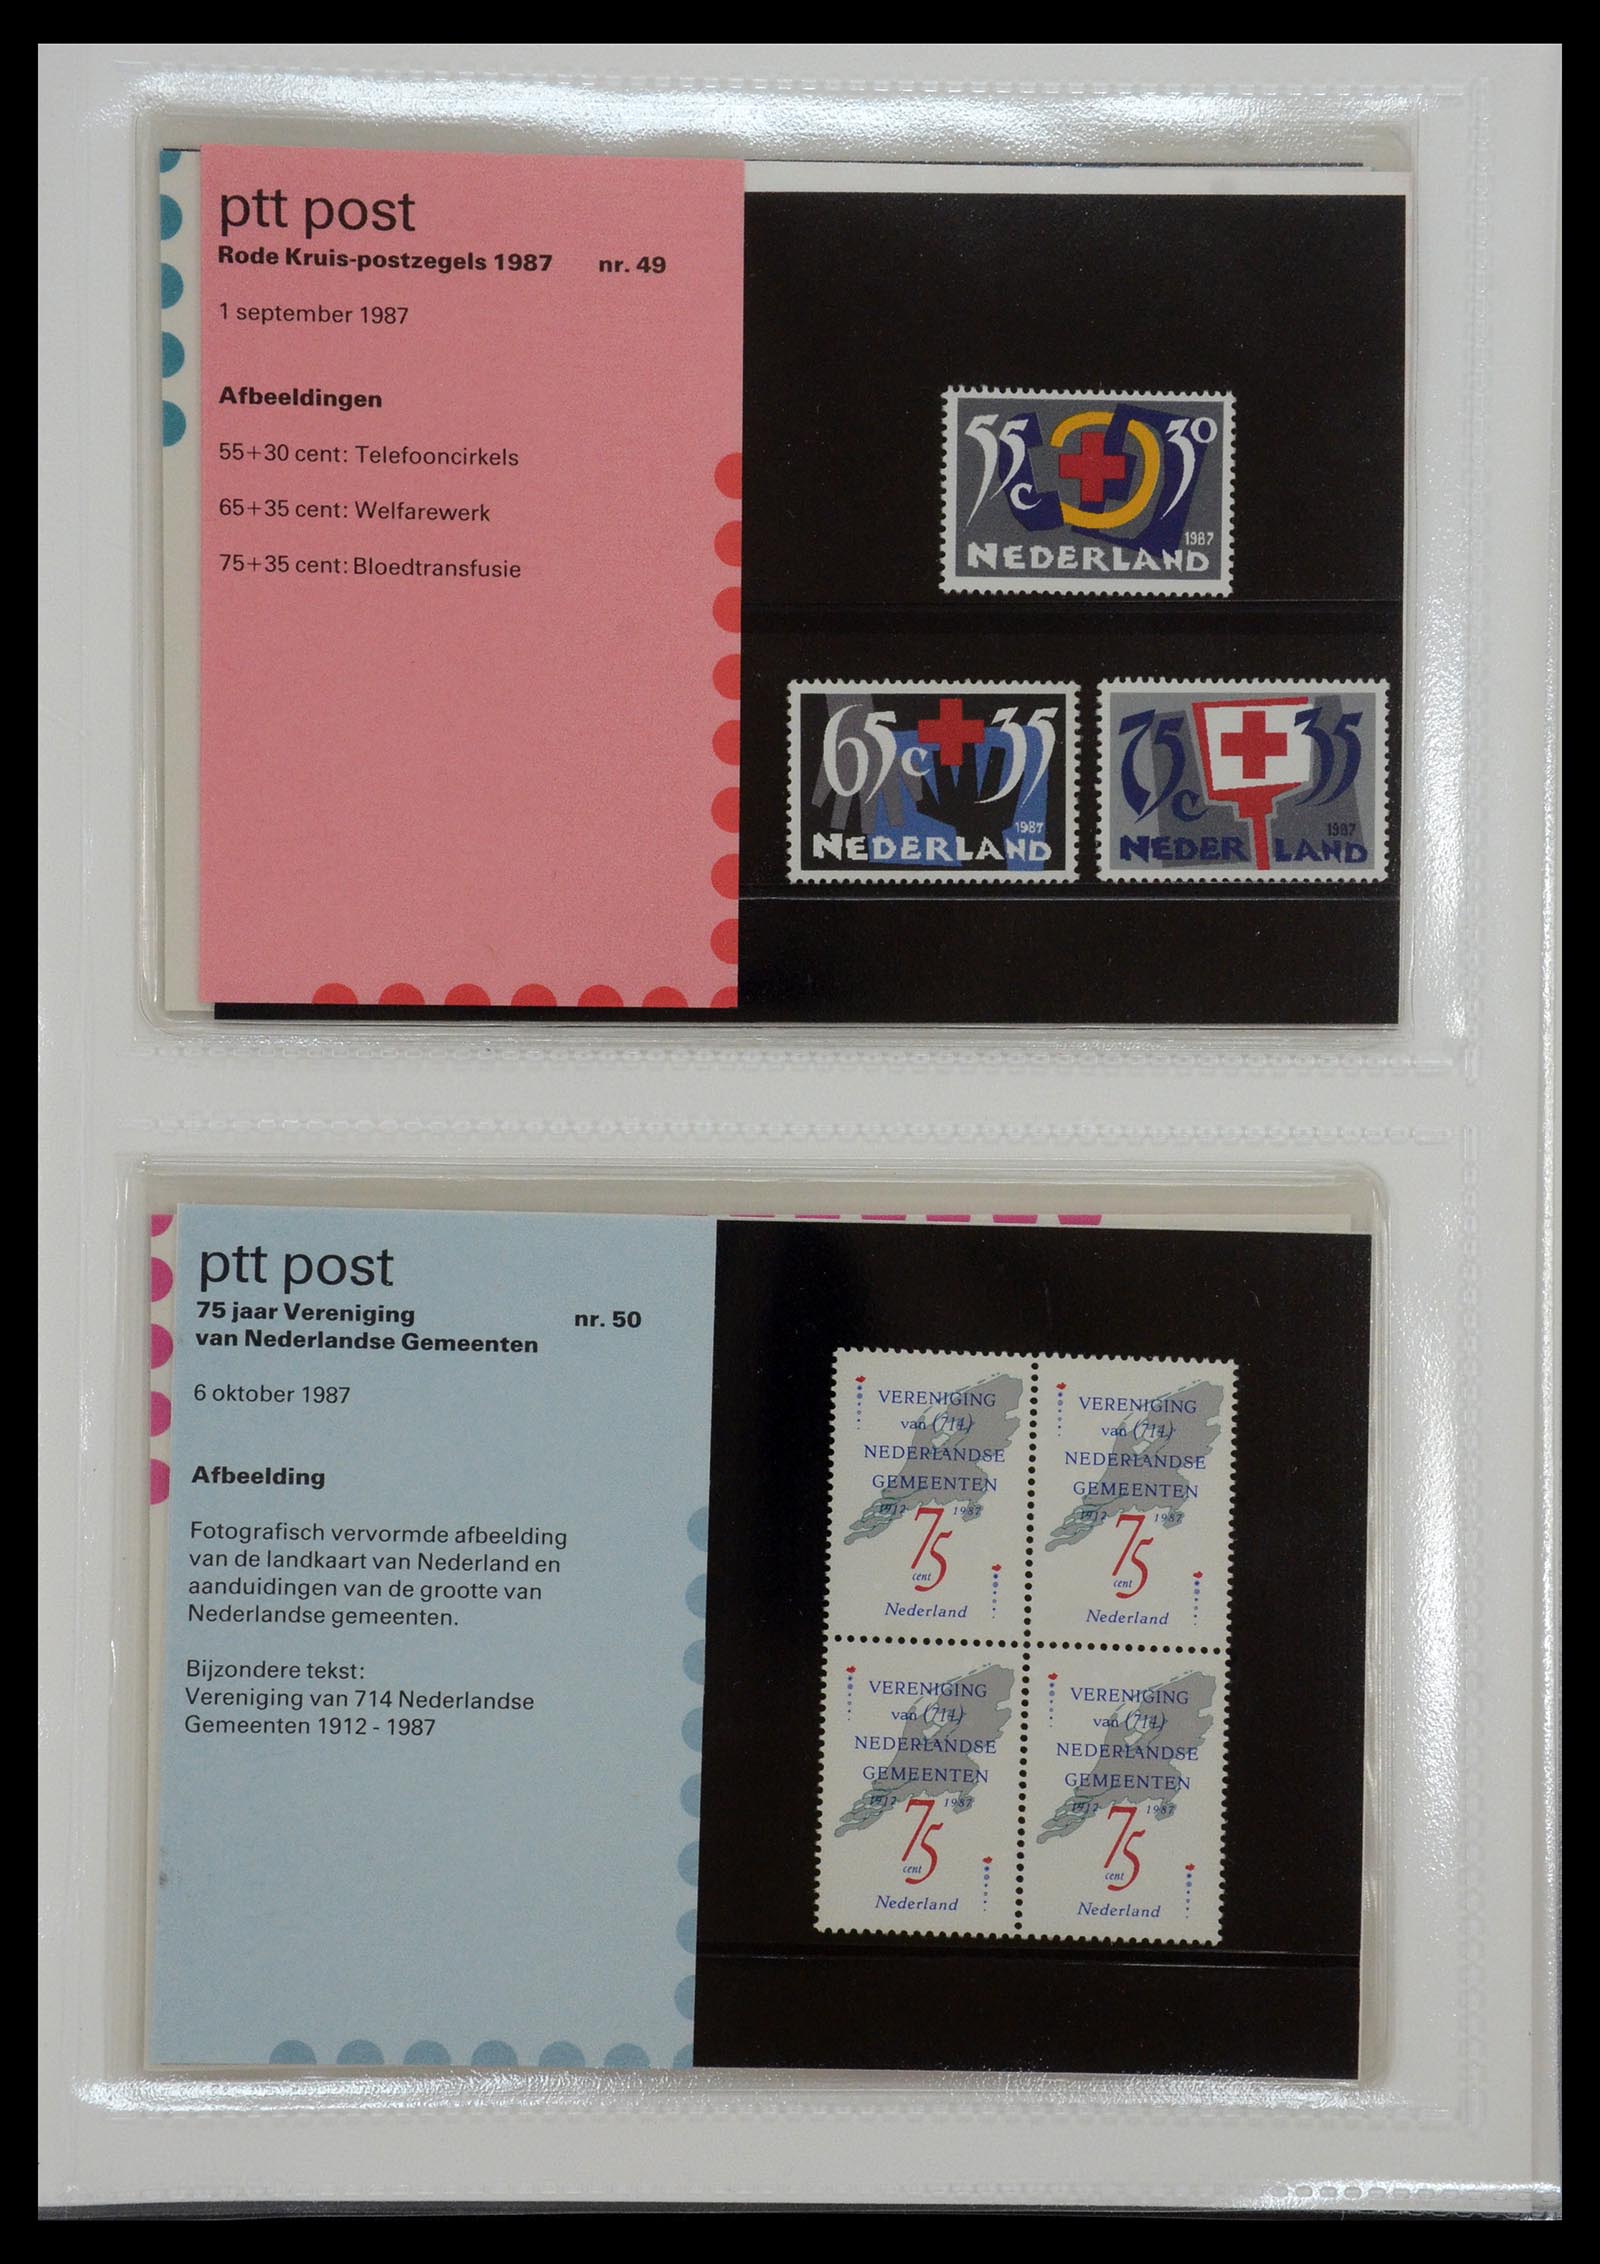 ptt post
Rode Kruis-postzegels 1987 nr. 49
1 september 1987
Afbeeldingen
55+30 cent: Telefooncirkels
65+35 cent: Welfarewerk
75+35 cent: Bloedtransfusie
55c 30
1987
NEDERLAND
65c 35
1987
NEDERLAND
75c 35
1987
NEDERLAND
ptt post
75 jaar Vereniging nr. 50
van Nederlandse Gemeenten
6 oktober 1987
Afbeelding
Fotografisch vervormde afbeelding
van de landkaart van Nederland en
aanduidingen van de grootte van
Nederlandse gemeenten.
Bijzondere tekst:
Vereniging van 714 Nederlandse
Gemeenten 1912 - 1987
VERENIGING
van (714)
NEDERLANDSE
GEMEENTEN
1912 1987
75
cent
Nederland
VERENIGING
van (714)
NEDERLANDSE
GEMEENTEN
1912 1987
75
cent
Nederland
VERENIGING
van (714)
NEDERLANDSE
GEMEENTEN
1912 1987
75
cent
Nederland
VERENIGING
van (714)
NEDERLANDSE
GEMEENTEN
1912 1987
75
cent
Nederland